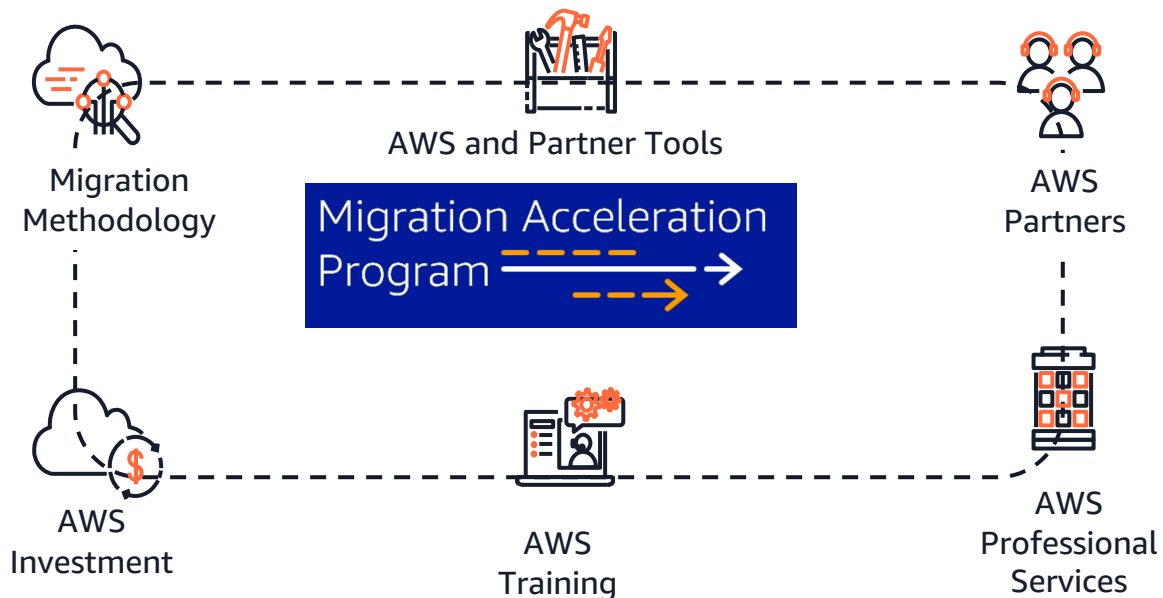 AWS and Partner Tools
Migration
Methodology
AWS
Partners
Migration Acceleration
Program
$
AWS
Investment
AWS
Training
AWS
Professional
Services